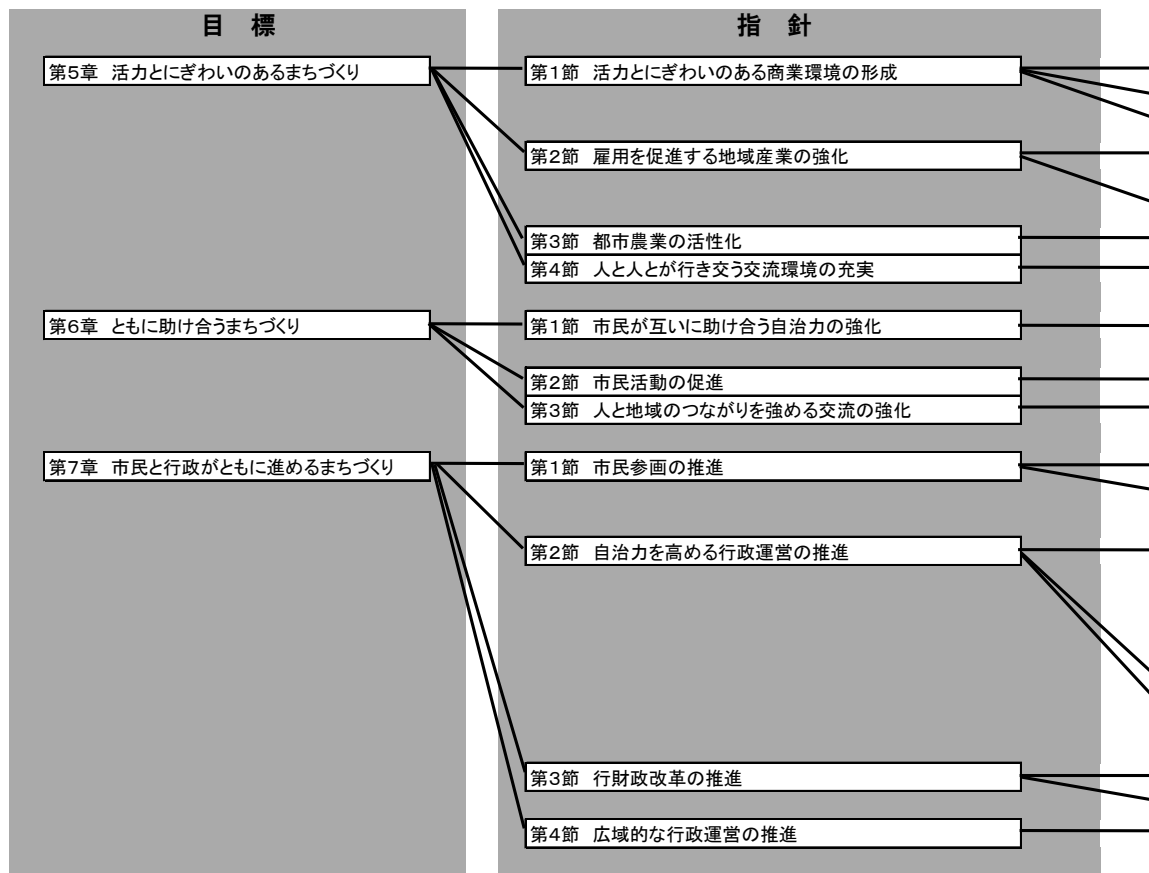 目 標
指 針
第5章 活力とにぎわいのあるまちづくり
第1節 活力とにぎわいのある商業環境の形成
第2節 雇用を促進する地域産業の強化
第3節 都市農業の活性化
第4節 人と人とが行き交う交流環境の充実
第6章 ともに助け合うまちづくり
第1節 市民が互いに助け合う自治力の強化
第2節 市民活動の促進
第3節 人と地域のつながりを強める交流の強化
第7章 市民と行政がともに進めるまちづくり
第1節 市民参画の推進
第2節 自治力を高める行政運営の推進
第3節 行財政改革の推進
第4節 広域的な行政運営の推進